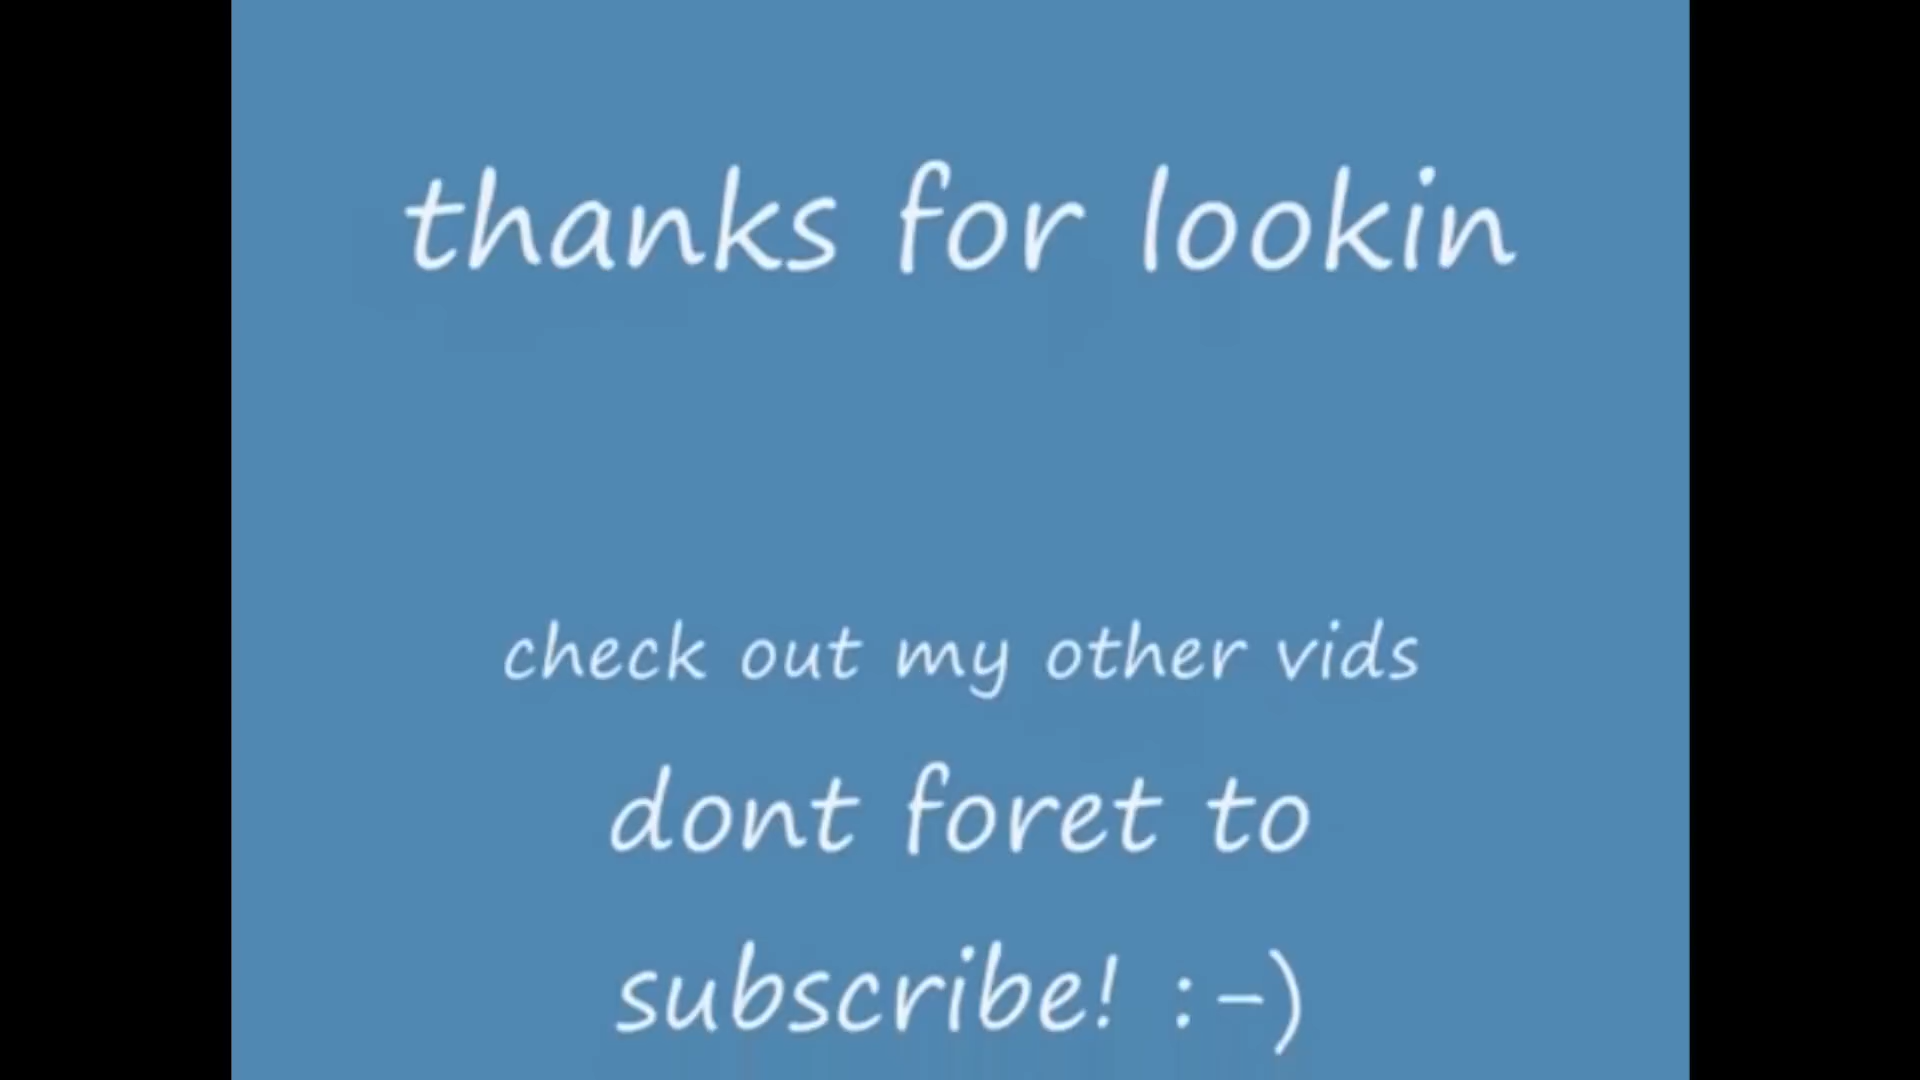 thanks for lookin
check out my other vids
dont foret to
subscribe! :-)